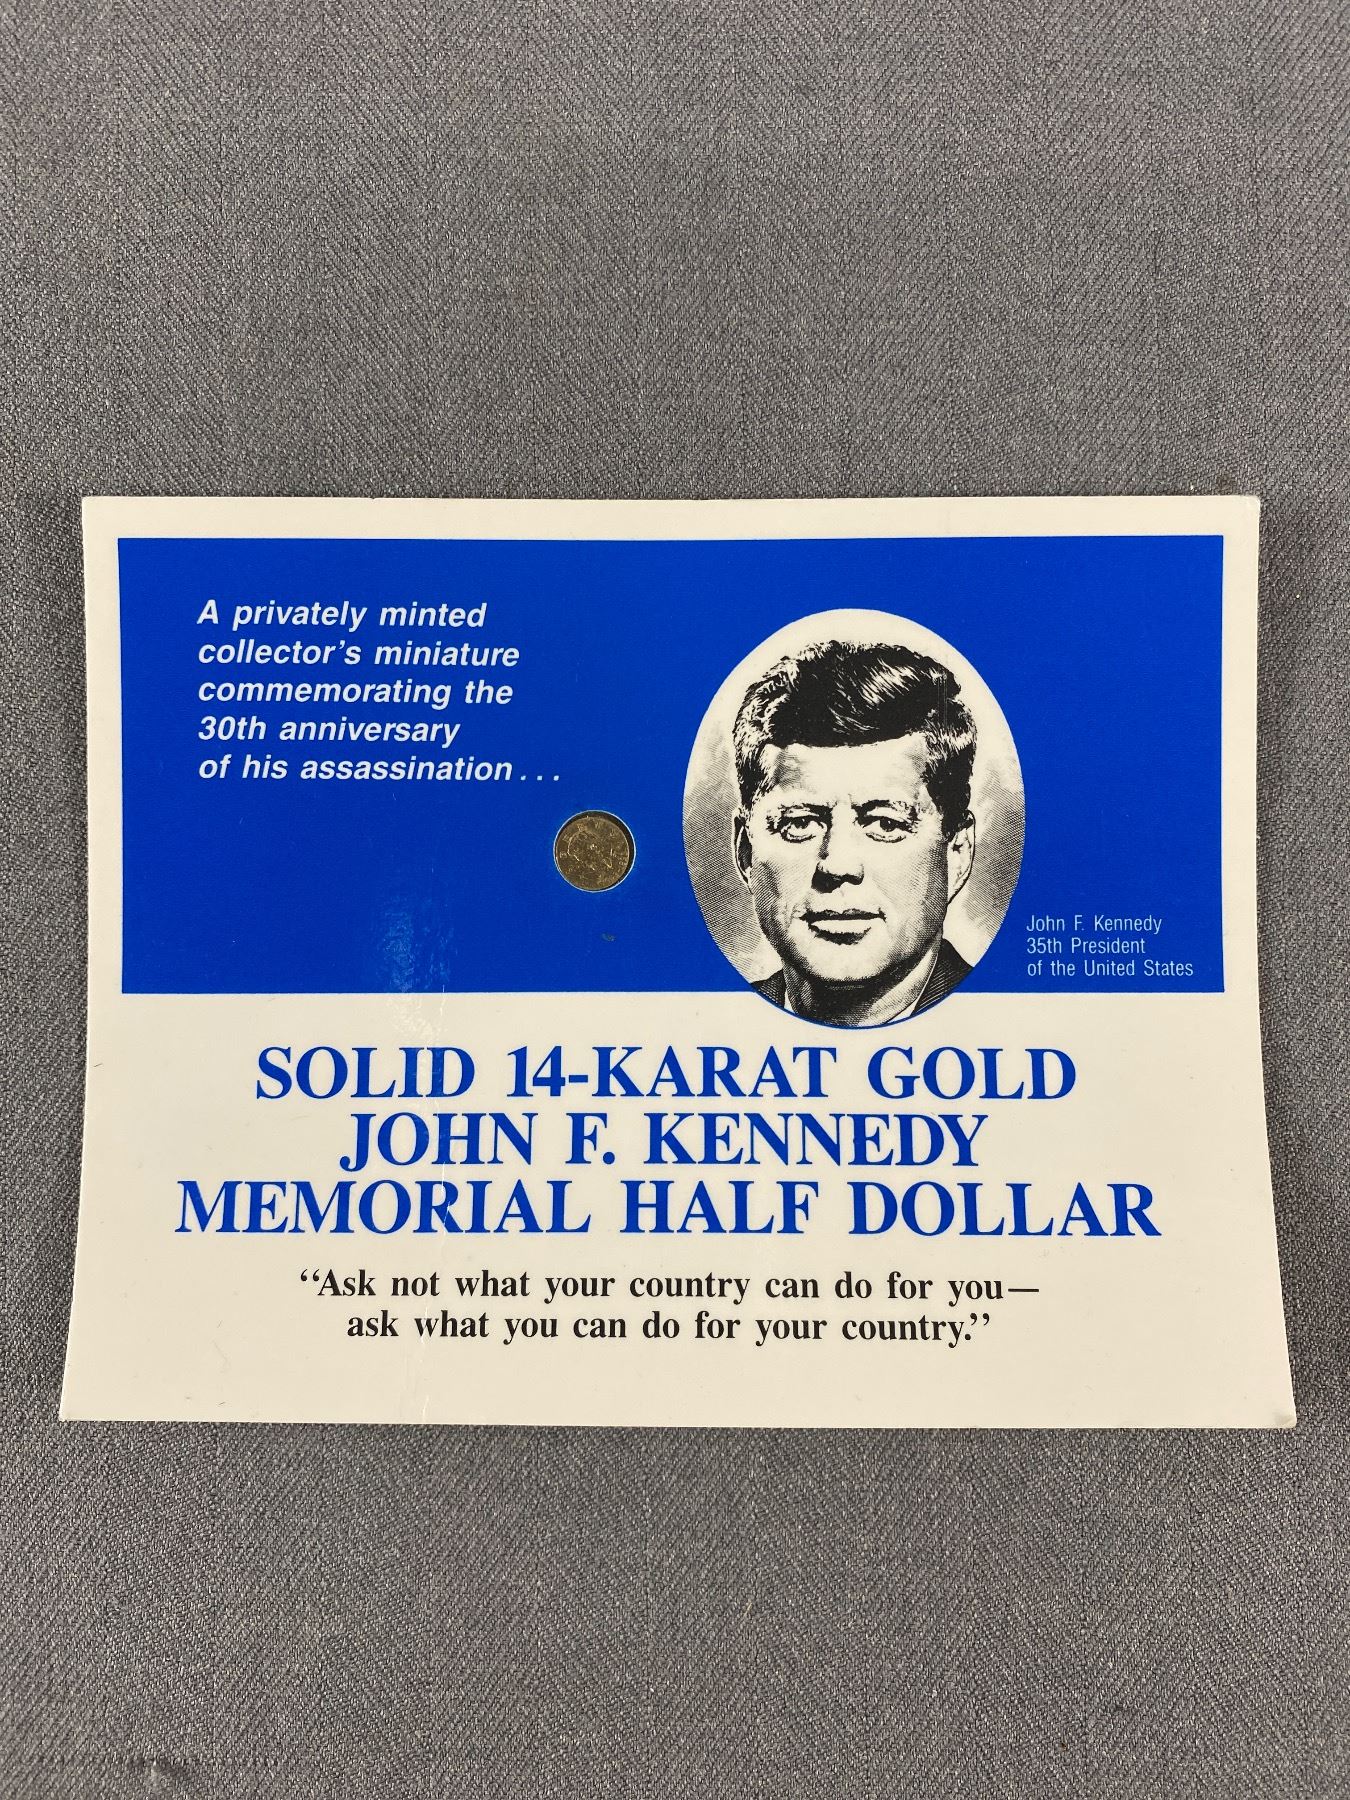 A privately minted
collector's miniature
commemorating the
30th anniversary
of his assassination . . .
John F. Kennedy
35th President
of the United States
SOLID 14-KARAT GOLD
JOHN F. KENNEDY
MEMORIAL HALF DOLLAR
“Ask not what your country can do for you—
ask what you can do for your country.”